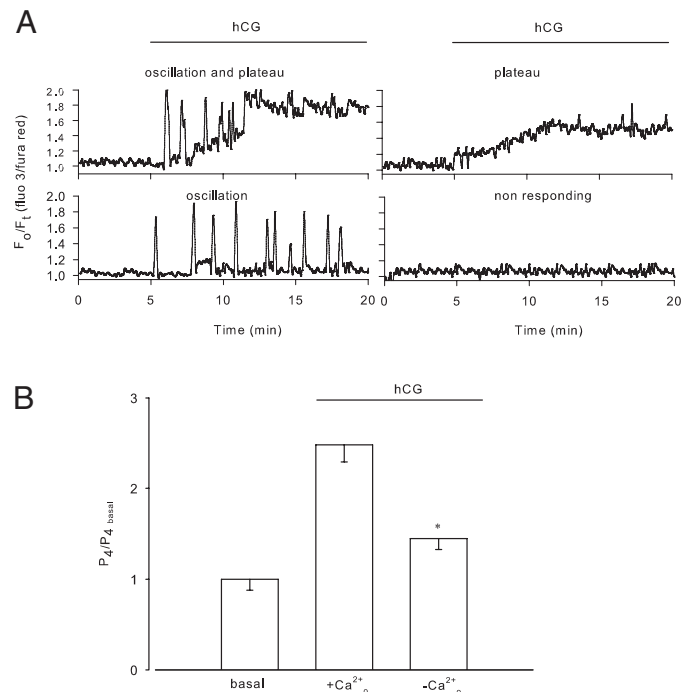 A
hCG
hCG
oscillation and plateau
plateau
2.0
1.8
1.6
1.4
1.2
1.0
oscillation
non responding
2.0
1.8
1.6
1.4
1.2
1.0
F₀/Fₜ (fluo 3/fura red)
0 5 10 15 20
0 5 10 15 20
Time (min)
Time (min)
B
hCG
3
2
1
0
P₄/P₄ basal
*
basal
+Ca²⁺ₒ
-Ca²⁺ₒ